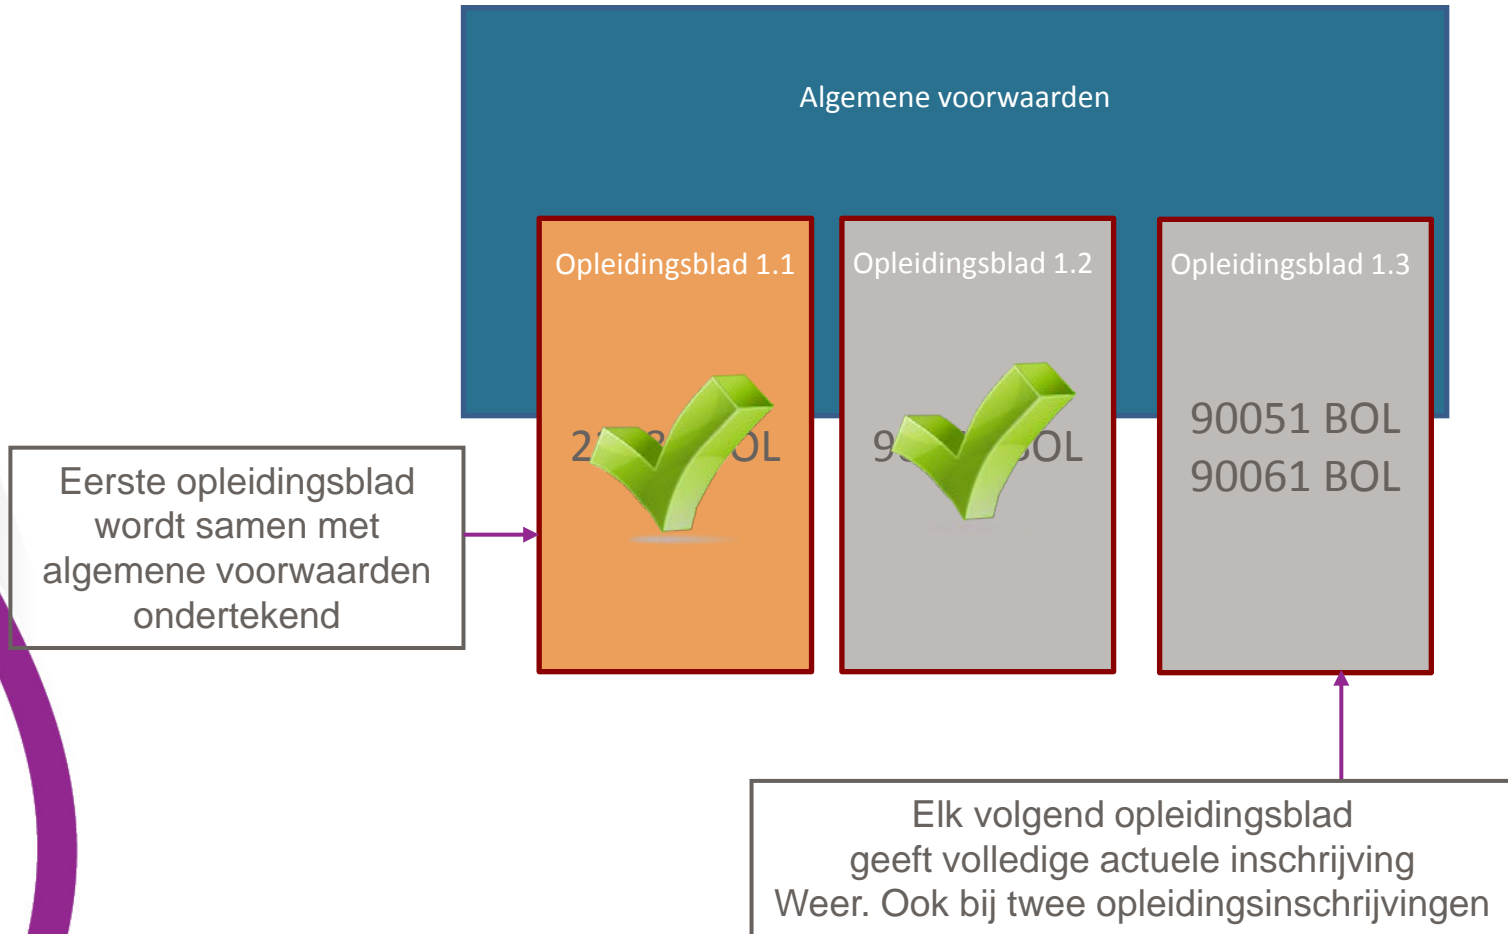 Algemene voorwaarden
Opleidingsblad 1.1
Opleidingsblad 1.2
Opleidingsblad 1.3
90051 BOL
90061 BOL
Eerste opleidingsblad
wordt samen met
algemene voorwaarden
ondertekend
Elk volgend opleidingsblad
geeft volledige actuele inschrijving
Weer. Ook bij twee opleidingsinschrijvingen